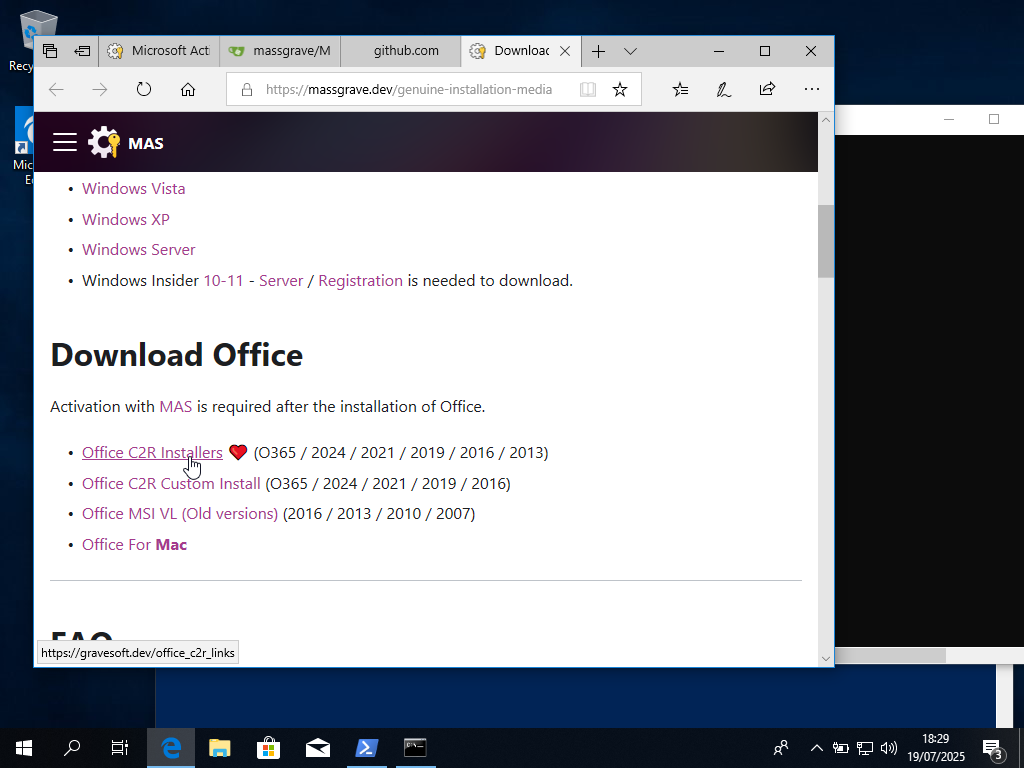 Recy
Mic
E
Microsoft Acti
massgrave/M
github.com
Download
https://massgrave.dev/genuine-installation-media
MAS
• Windows Vista
• Windows XP
• Windows Server
• Windows Insider 10-11 - Server / Registration is needed to download.
Download Office
Activation with MAS is required after the installation of Office.
• Office C2R Installers ❤ (O365 / 2024 / 2021 / 2019 / 2016 / 2013)
• Office C2R Custom Install (O365 / 2024 / 2021 / 2019 / 2016)
• Office MSI VL (Old versions) (2016 / 2013 / 2010 / 2007)
• Office For Mac
FAQ
https://gravesoft.dev/office_c2r_links
18:29
19/07/2025
3